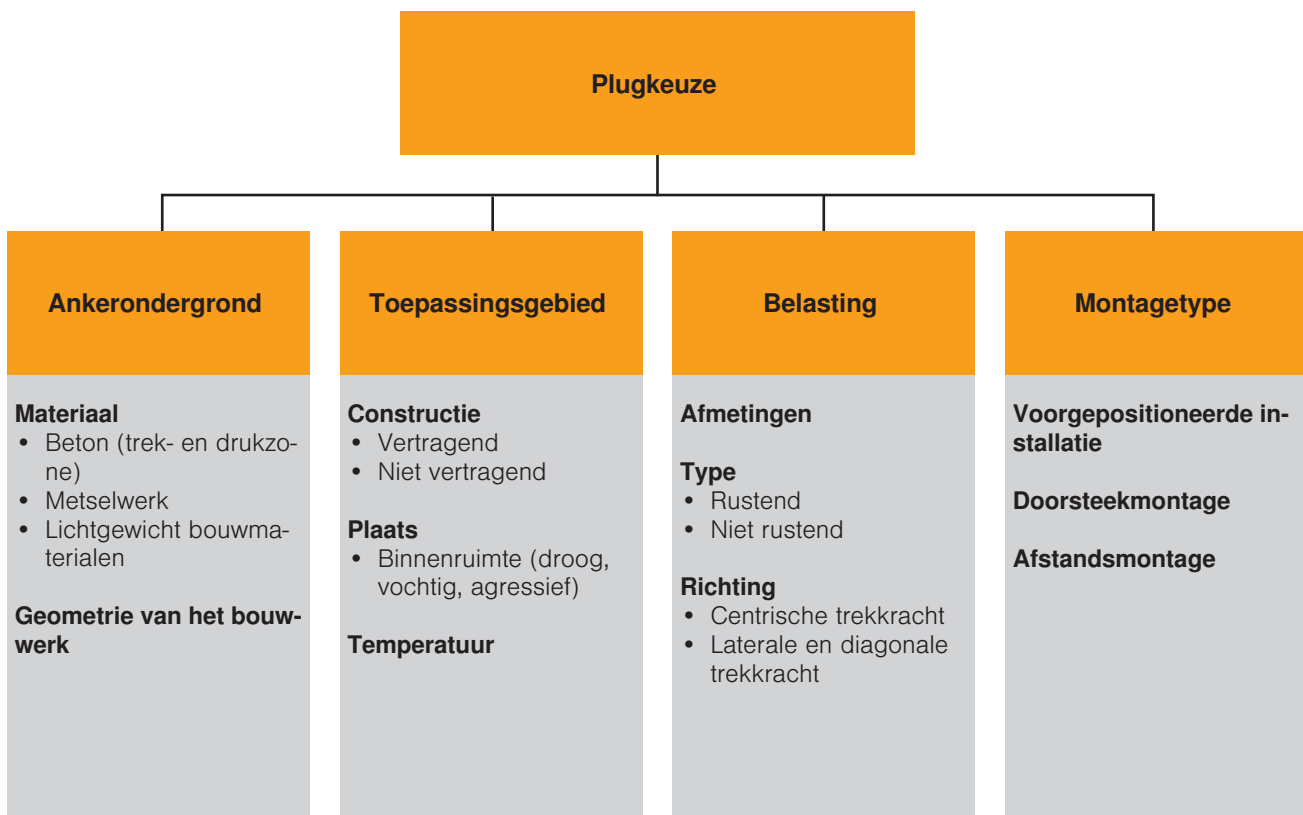 Plugkeuze
Ankerondergrond
Materiaal
• Beton (trek- en drukzo-
ne)
• Metselwerk
• Lichtgewicht bouwma-
terialen
Geometrie van het bouw-
werk
Toepassingsgebied
Constructie
• Vertragend
• Niet vertragend
Plaats
• Binnenruimte (droog,
vochtig, agressief)
Temperatuur
Belasting
Afmetingen
Type
• Rustend
• Niet rustend
Richting
• Centrische trekkracht
• Laterale en diagonale
trekkracht
Montagetype
Voorgepositioneerde in-
stallatie
Doorsteekmontage
Afstandsmontage